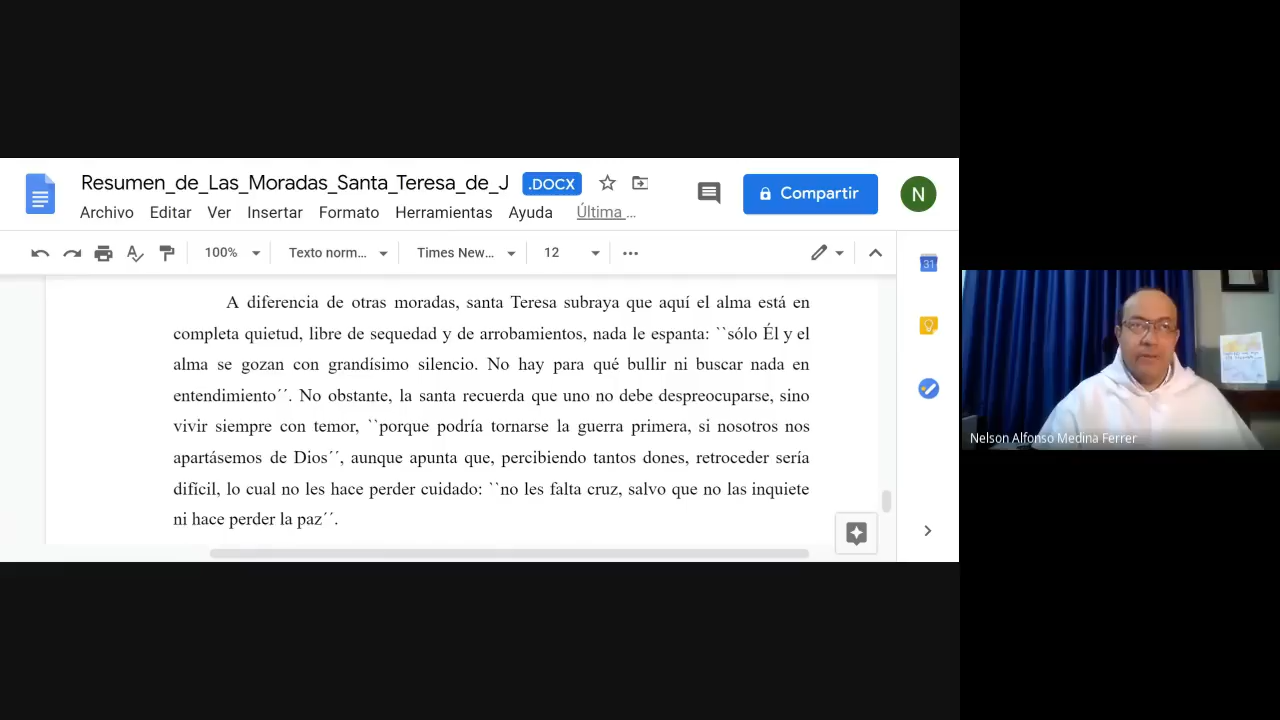 Resumen_de_Las_Moradas_Santa_Teresa_de_J .DOCX
Compartir
N
Archivo Editar Ver Insertar Formato Herramientas Ayuda Última ...
100% Texto norm... Times New... 12
31
A diferencia de otras moradas, santa Teresa subraya que aquí el alma está en
completa quietud, libre de sequedad y de arrobamientos, nada le espanta: ``sólo Él y el
alma se gozan con grandísimo silencio. No hay para qué bullir ni buscar nada en
entendimiento´´. No obstante, la santa recuerda que uno no debe despreocuparse, sino
vivir siempre con temor, ``porque podría tornarse la guerra primera, si nosotros nos
apartásemos de Dios´´, aunque apunta que, percibiendo tantos dones, retroceder sería
difícil, lo cual no les hace perder cuidado: ``no les falta cruz, salvo que no las inquiete
ni hace perder la paz´´.
Nelson Alfonso Medina Ferrer